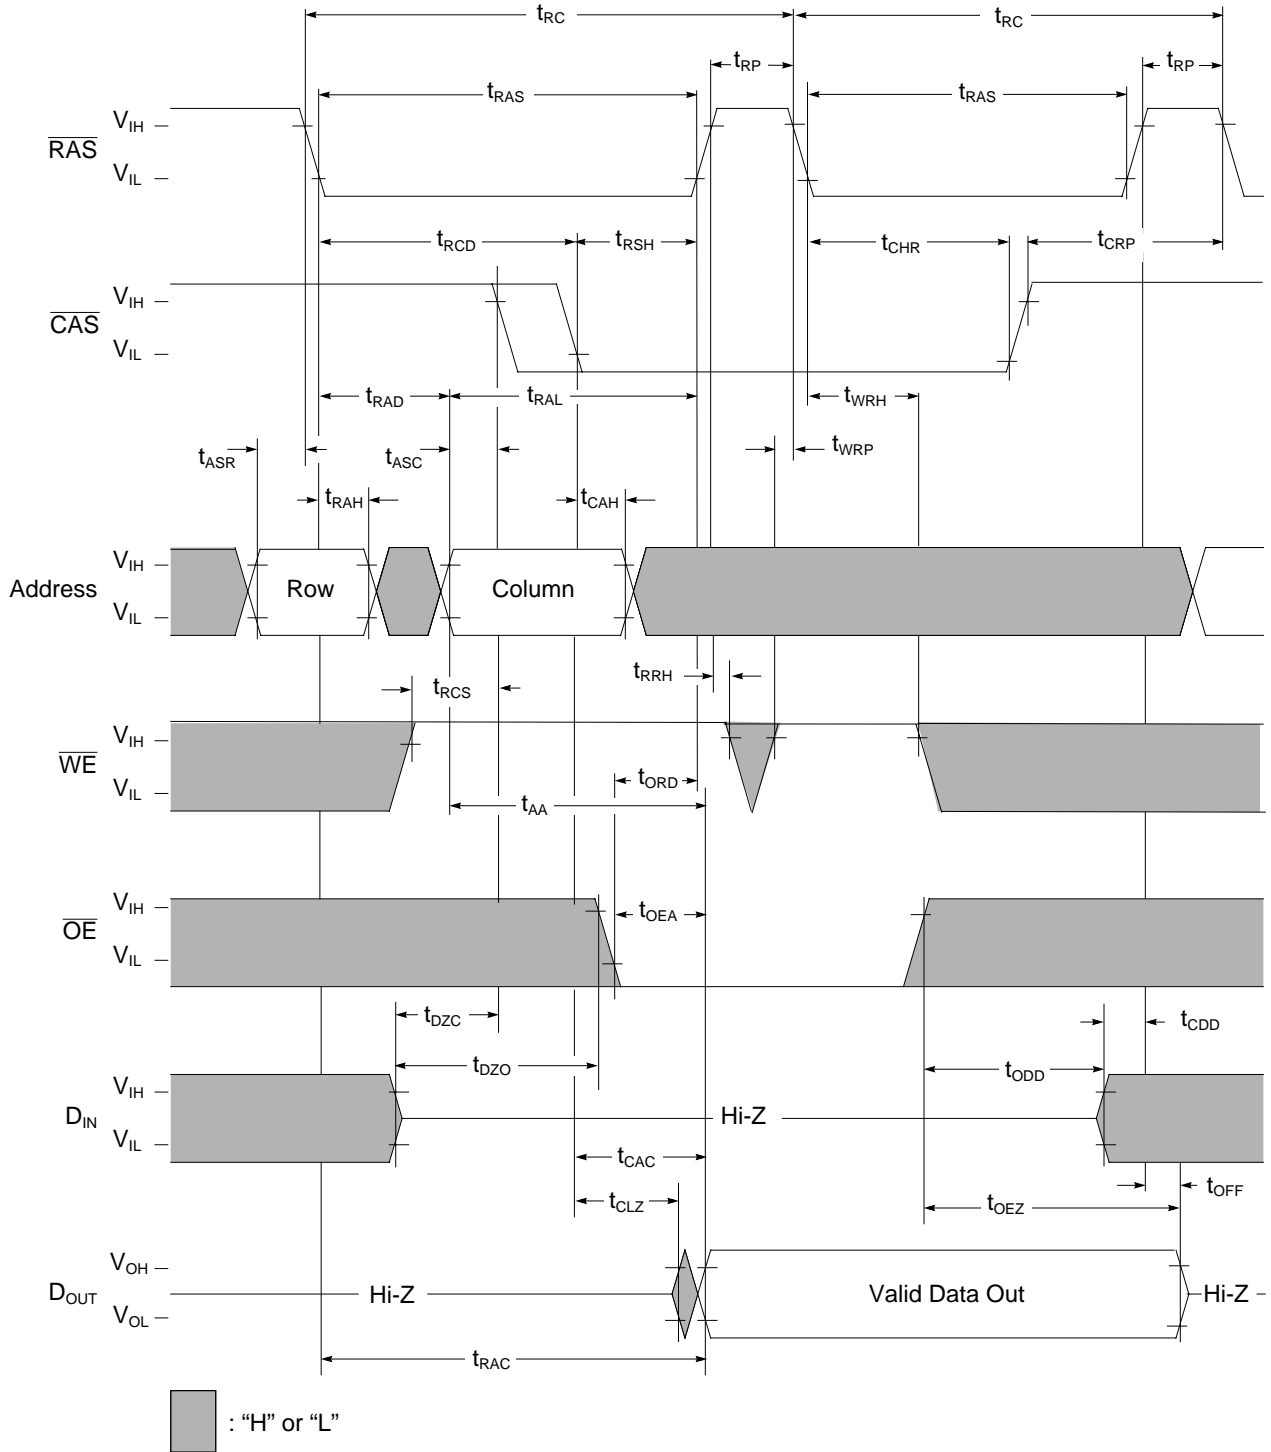 tRC tRC
tRP tRP
tRAS tRAS
VIH
RAS
VIL
tRCD tRSH tCHR tCRP
VIH
CAS
VIL
tRAD tRAL tWRH
tASR tASC tWRP
tRAH tCAH
VIH
Address Row Column
VIL
tRRH
tRCS
VIH
WE
VIL
tORD
tAA
VIH
OE tOEA
VIL
tDZC tCDD
tDZO tODD
VIH
DIN Hi-Z
VIL
tCAC
tCLZ tOEZ tOFF
VOH
DOUT Hi-Z Valid Data Out Hi-Z
VOL
tRAC
: “H” or “L”